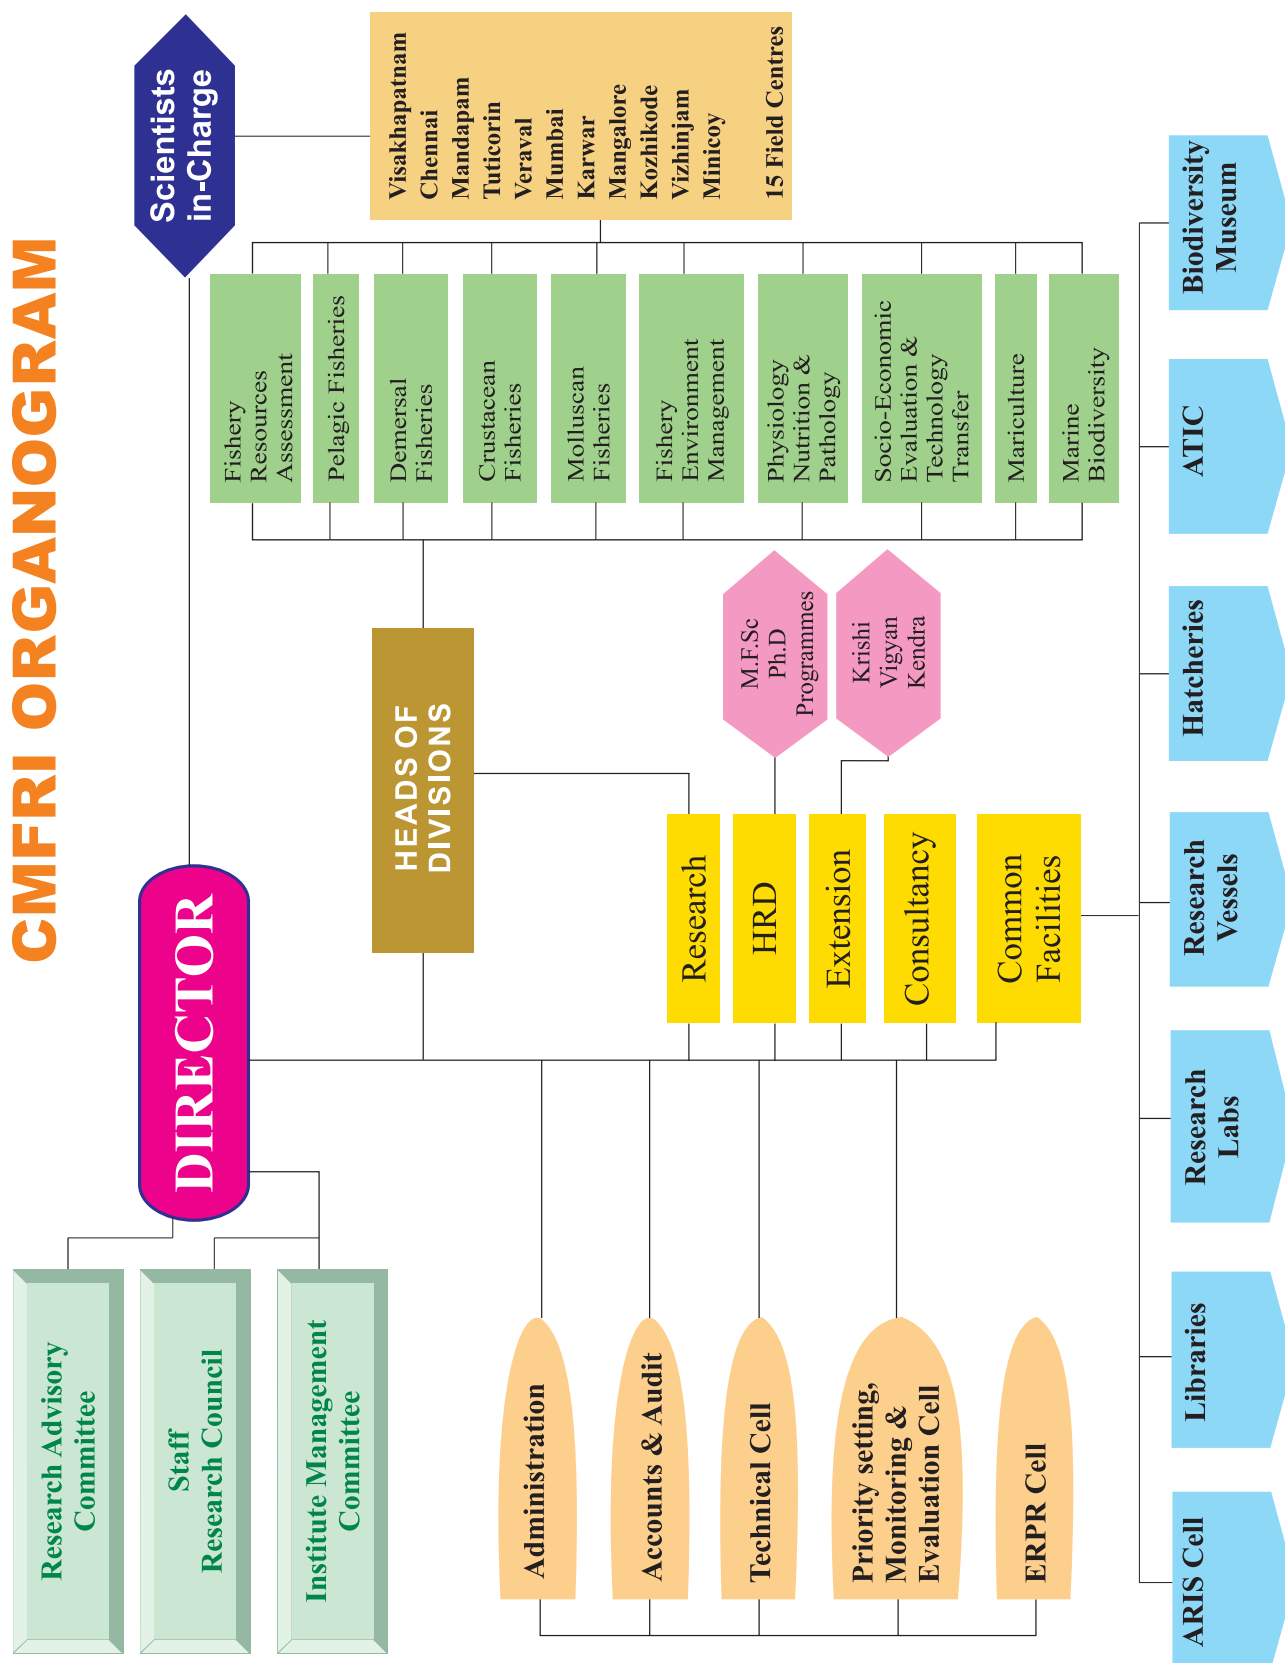 CMFRI ORGANOGRAM
Research Advisory
Committee
Staff
Research Council
Institute Management
Committee
DIRECTOR
Scientists
in-Charge
HEADS OF
DIVISIONS
Visakhapatnam
Chennai
Mandapam
Tuticorin
Veraval
Mumbai
Karwar
Mangalore
Kozhikode
Vizhinjam
Minicoy
15 Field Centres
Fishery
Resources
Assessment
Pelagic Fisheries
Demersal
Fisheries
Crustacean
Fisheries
Molluscan
Fisheries
Fishery
Environment
Management
Physiology
Nutrition &
Pathology
Socio-Economic
Evaluation &
Technology
Transfer
Mariculture
Marine
Biodiversity
Administration
Accounts & Audit
Technical Cell
Priority setting,
Monitoring &
Evaluation Cell
ERPR Cell
Research
HRD
Extension
Consultancy
Common
Facilities
M.F.Sc
Ph.D
Programmes
Krishi
Vigyan
Kendra
ARIS Cell
Libraries
Research
Labs
Research
Vessels
Hatcheries
ATIC
Biodiversity
Museum